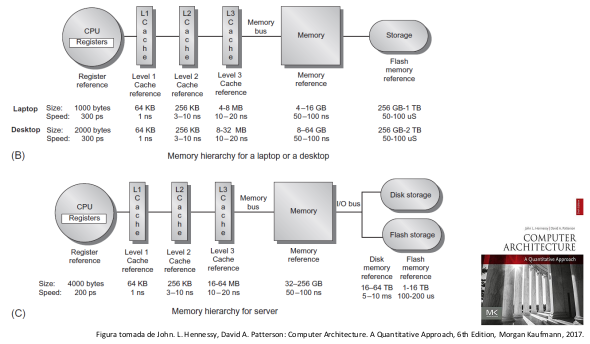 L1
Cache
L2
Cache
L3
Cache
CPU
Registers
Memory bus
Memory
Storage
Register reference
Level 1 Cache reference
Level 2 Cache reference
Level 3 Cache reference
Memory reference
Flash memory reference
Laptop Size: 1000 bytes 64 KB 256 KB 4-8 MB 4–16 GB 256 GB-1 TB
Speed: 300 ps 1 ns 3–10 ns 10–20 ns 50–100 ns 50-100 uS
Desktop Size: 2000 bytes 64 KB 256 KB 8-32 MB 8–64 GB 256 GB-2 TB
Speed: 300 ps 1 ns 3–10 ns 10–20 ns 50–100 ns 50-100 uS
(B) Memory hierarchy for a laptop or a desktop
L1
Cache
L2
Cache
L3
Cache
CPU
Registers
Memory bus
Memory
I/O bus
Disk storage
Flash storage
Register reference
Level 1 Cache reference
Level 2 Cache reference
Level 3 Cache reference
Memory reference
Disk memory reference
Flash memory reference
Size: 4000 bytes 64 KB 256 KB 16-64 MB 32–256 GB 16–64 TB 1-16 TB
Speed: 200 ps 1 ns 3–10 ns 10–20 ns 50–100 ns 5-10 ms 100-200 us
(C) Memory hierarchy for server
John L. Hennessy | David A. Patterson
COMPUTER
ARCHITECTURE
A Quantitative Approach
MK
Figura tomada de John. L. Hennessy, David A. Patterson: Computer Architecture. A Quantitative Approach, 6th Edition, Morgan Kaufmann, 2017.